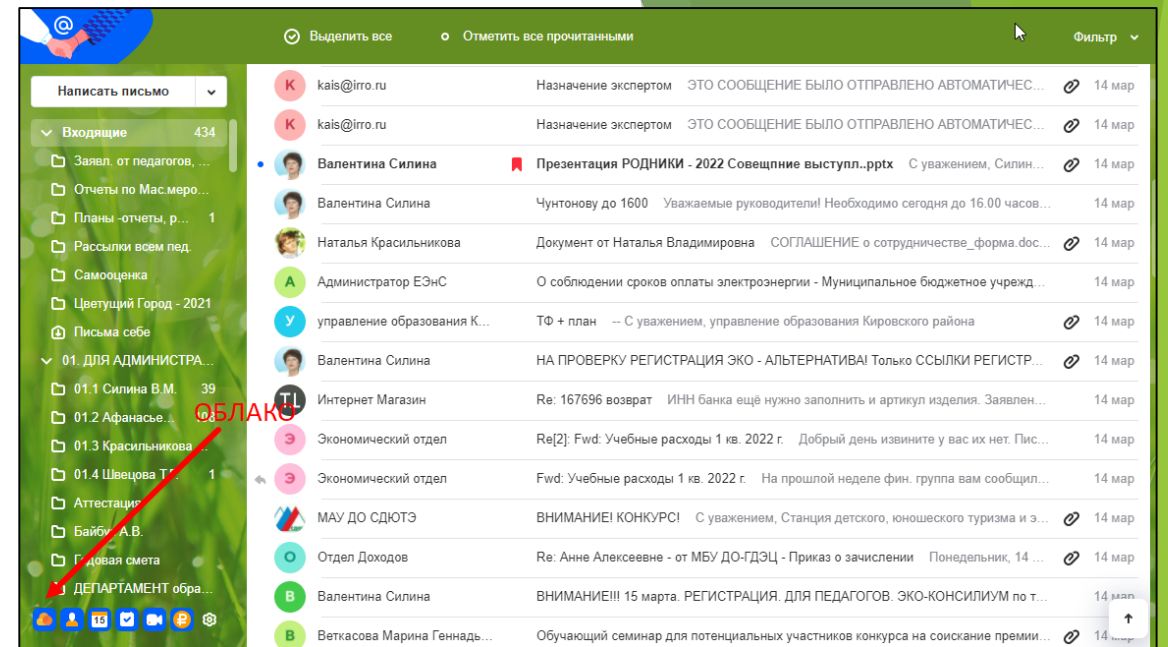 @
Выделить все Отметить все прочитанными Фильтр
Написать письмо
Входящие 434
Заявл. от педагогов, ...
Отчеты по Мас.меро...
Планы -отчеты, р... 1
Рассылки всем пед.
Самооценка
Цветущий Город - 2021
Письма себе
01. ДЛЯ АДМИНИСТРА...
01.1 Силина В.М. 39
01.2 Афанасье...
01.3 Красильникова ...
01.4 Швецова Т. 1
Аттестация
Байбу А.В.
Годовая смета
ДЕПАРТАМЕНТ обра...
15
ОБЛАКО
K kais@irro.ru Назначение экспертом ЭТО СООБЩЕНИЕ БЫЛО ОТПРАВЛЕНО АВТОМАТИЧЕС... 14 мар
K kais@irro.ru Назначение экспертом ЭТО СООБЩЕНИЕ БЫЛО ОТПРАВЛЕНО АВТОМАТИЧЕС... 14 мар
Валентина Силина Презентация РОДНИКИ - 2022 Совещпние выступл..pptx С уважением, Силин... 14 мар
Валентина Силина Чунтонову до 1600 Уважаемые руководители! Необходимо сегодня до 16.00 часов... 14 мар
Наталья Красильникова Документ от Наталья Владимировна СОГЛАШЕНИЕ о сотрудничестве_форма.doc... 14 мар
А Администратор ЕЭнС О соблюдении сроков оплаты электроэнергии - Муниципальное бюджетное учрежд... 14 мар
У управление образования К... ТФ + план -- С уважением, управление образования Кировского района 14 мар
Валентина Силина НА ПРОВЕРКУ РЕГИСТРАЦИЯ ЭКО - АЛЬТЕРНАТИВА! Только ССЫЛКИ РЕГИСТР... 14 мар
TL Интернет Магазин Re: 167696 возврат ИНН банка ещё нужно заполнить и артикул изделия. Заявлен... 14 мар
Э Экономический отдел Re[2]: Fwd: Учебные расходы 1 кв. 2022 г. Добрый день извините у вас их нет. Пис... 14 мар
Э Экономический отдел Fwd: Учебные расходы 1 кв. 2022 г. На прошлой неделе фин. группа вам сообщил... 14 мар
МАУ ДО СДЮТЭ ВНИМАНИЕ! КОНКУРС! С уважением, Станция детского, юношеского туризма и э... 14 мар
О Отдел Доходов Re: Анне Алексеевне - от МБУ ДО-ГДЭЦ - Приказ о зачислении Понедельник, 14 ... 14 мар
В Валентина Силина ВНИМАНИЕ!!! 15 марта. РЕГИСТРАЦИЯ. ДЛЯ ПЕДАГОГОВ. ЭКО-КОНСИЛИУМ по т... 14 мар
В Веткасова Марина Геннадь... Обучающий семинар для потенциальных участников конкурса на соискание премии... 14